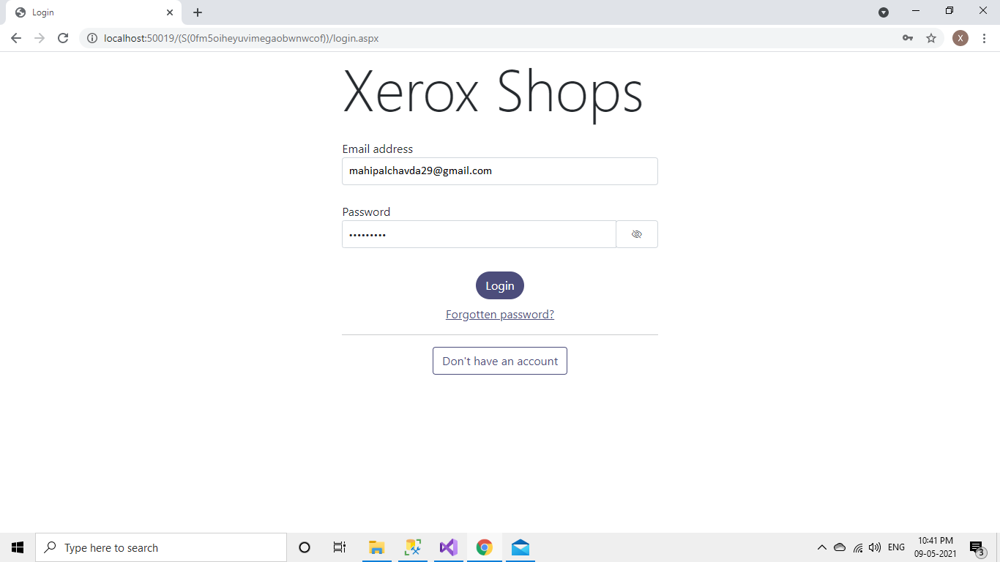 Login
localhost:50019/(S(0fm5oiheyuvimegaobwnwcof))/login.aspx
X
Xerox Shops
Email address
mahipalchavda29@gmail.com
Password
•••••••••
Login
Forgotten password?
Don't have an account
Type here to search
ENG
10:41 PM
09-05-2021
3